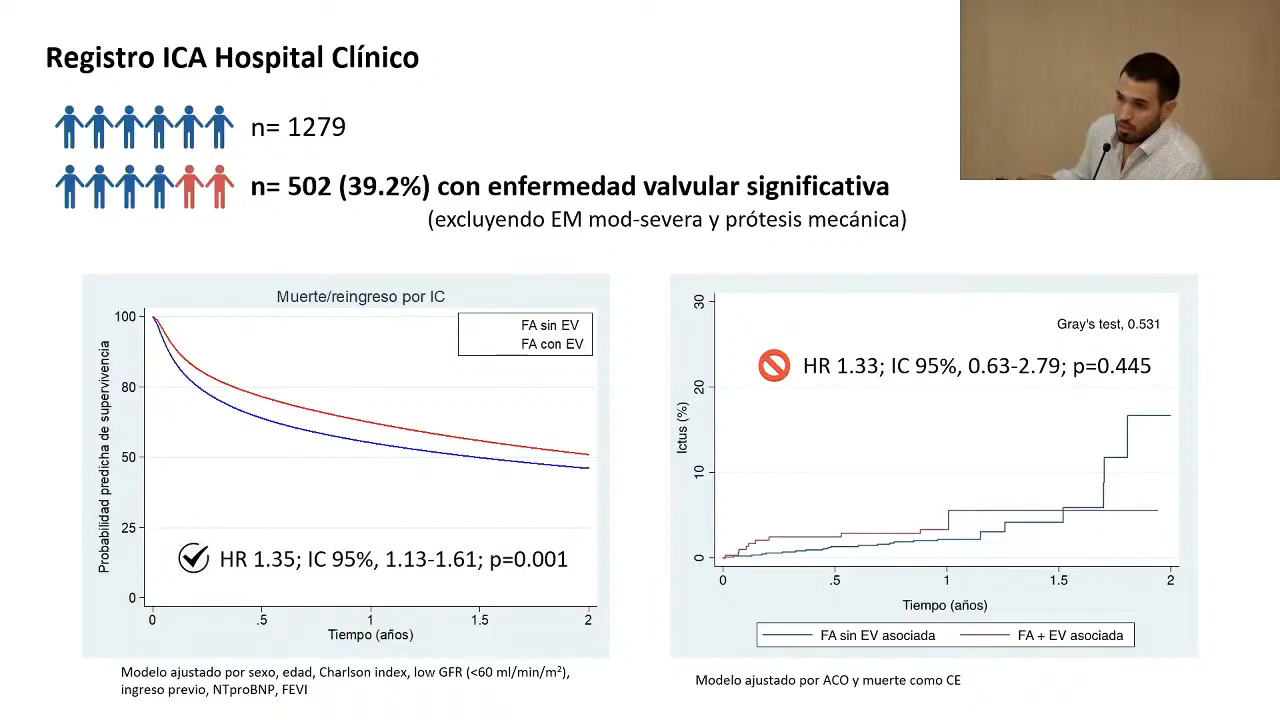 Registro ICA Hospital Clínico
n= 1279
n= 502 (39.2%) con enfermedad valvular significativa
(excluyendo EM mod-severa y prótesis mecánica)
Muerte/reingreso por IC
FA sin EV
FA con EV
Probabilidad predicha de supervivencia
100
80
50
25
0
HR 1.35; IC 95%, 1.13-1.61; p=0.001
0 .5 1 1.5 2
Tiempo (años)
Modelo ajustado por sexo, edad, Charlson index, low GFR (<60 ml/min/m²),
ingreso previo, NTproBNP, FEVI
Gray's test, 0.531
HR 1.33; IC 95%, 0.63-2.79; p=0.445
Ictus (%)
30
20
10
0
0 .5 1 1.5 2
Tiempo (años)
FA sin EV asociada FA + EV asociada
Modelo ajustado por ACO y muerte como CE